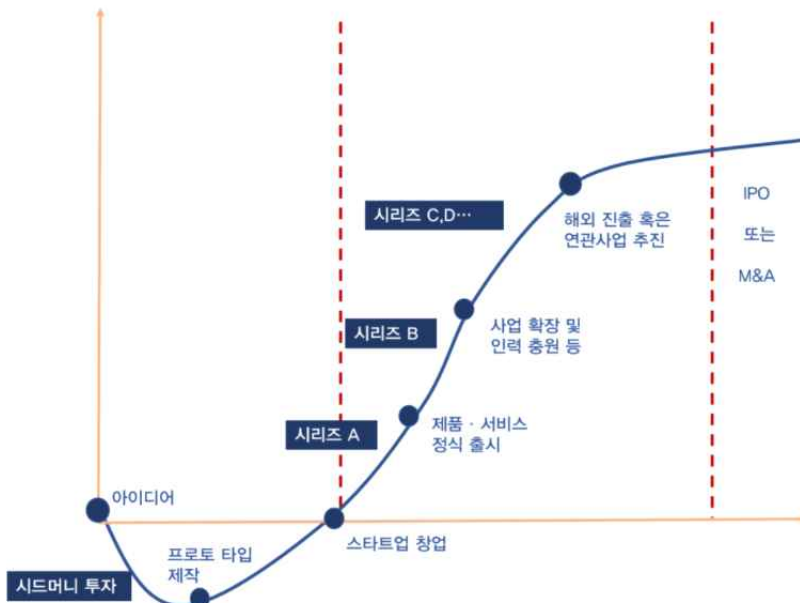 시리즈 C,D…
해외 진출 혹은
연관사업 추진
IPO
또는
M&A
시리즈 B
사업 확장 및
인력 충원 등
시리즈 A
제품 · 서비스
정식 출시
아이디어
스타트업 창업
프로토 타입
제작
시드머니 투자